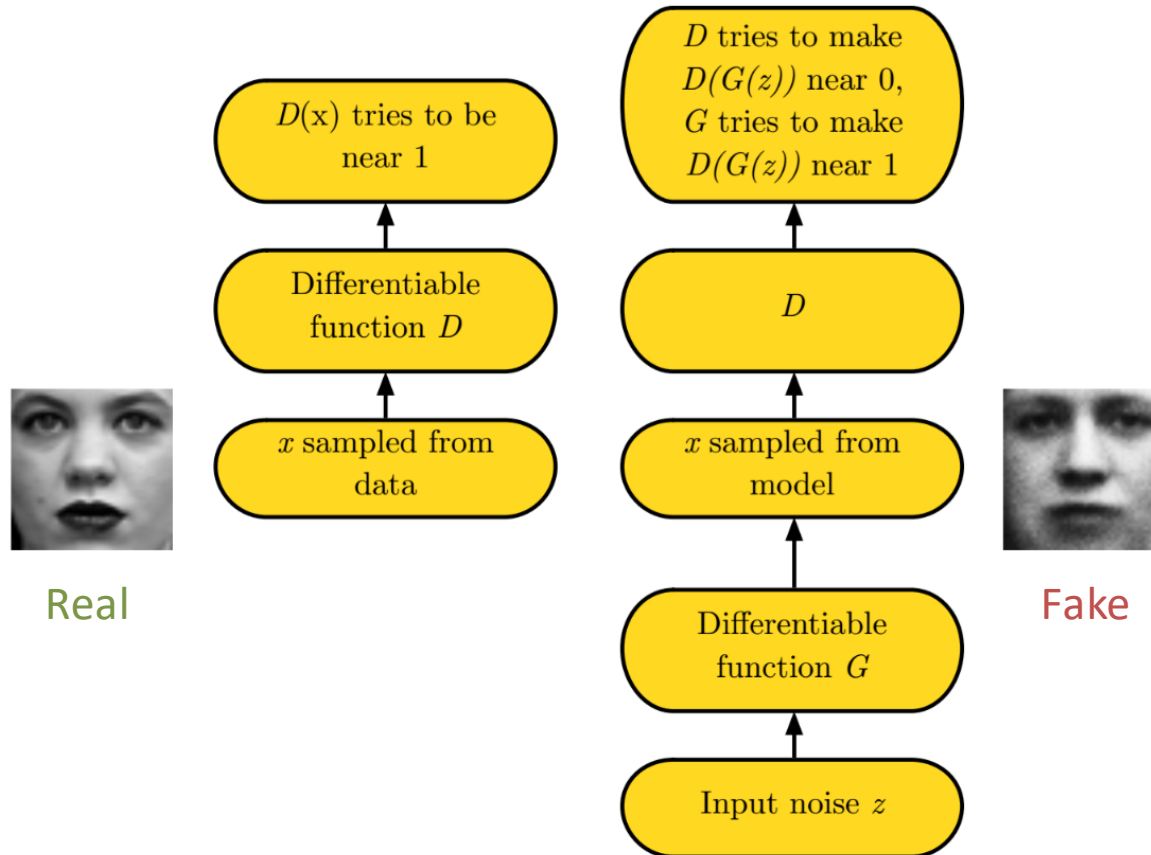 D(x) tries to be
near 1
Differentiable
function D
x sampled from
data
Real
D tries to make
D(G(z)) near 0,
G tries to make
D(G(z)) near 1
D
x sampled from
model
Differentiable
function G
Input noise z
Fake